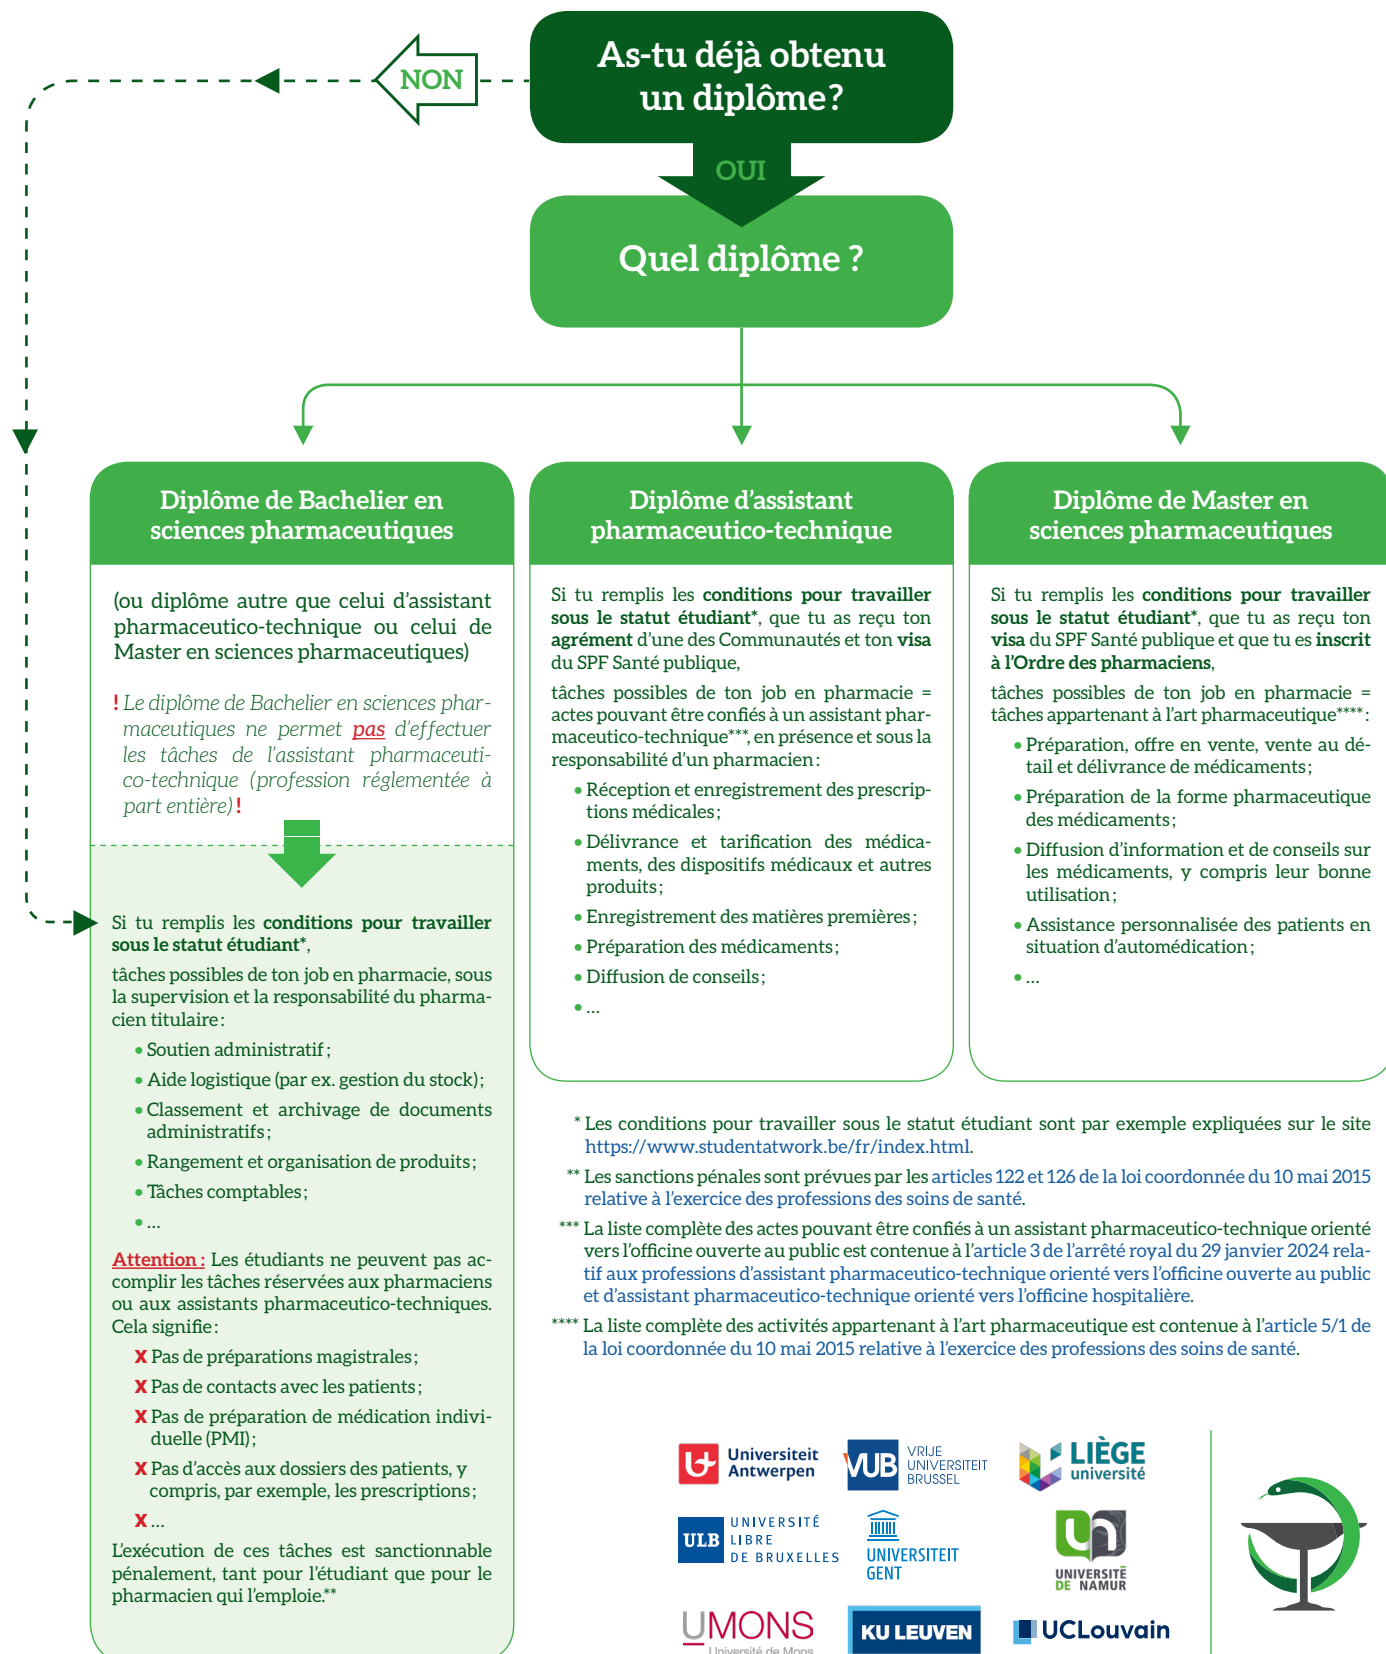 As-tu déjà obtenu
un diplôme ?
NON
OUI
Quel diplôme ?
Diplôme de Bachelier en
sciences pharmaceutiques
(ou diplôme autre que celui d’assistant
pharmaceutico-technique ou celui de
Master en sciences pharmaceutiques)
! Le diplôme de Bachelier en sciences phar-
maceutiques ne permet pas d’effectuer
les tâches de l’assistant pharmaceuti-
co-technique (profession réglementée à
part entière) !
Si tu remplis les conditions pour travailler
sous le statut étudiant*,
tâches possibles de ton job en pharmacie, sous
la supervision et la responsabilité du pharma-
cien titulaire :
• Soutien administratif ;
• Aide logistique (par ex. gestion du stock) ;
• Classement et archivage de documents
administratifs ;
• Rangement et organisation de produits ;
• Tâches comptables ;
• ...
Attention : Les étudiants ne peuvent pas ac-
complir les tâches réservées aux pharmaciens
ou aux assistants pharmaceutico-techniques.
Cela signifie :
X Pas de préparations magistrales ;
X Pas de contacts avec les patients ;
X Pas de préparation de médication indivi-
duelle (PMI) ;
X Pas d’accès aux dossiers des patients, y
compris, par exemple, les prescriptions ;
X ...
L’exécution de ces tâches est sanctionnable
pénalement, tant pour l’étudiant que pour le
pharmacien qui l’emploie.**
Diplôme d’assistant
pharmaceutico-technique
Si tu remplis les conditions pour travailler
sous le statut étudiant*, que tu as reçu ton
agrément d’une des Communautés et ton visa
du SPF Santé publique,
tâches possibles de ton job en pharmacie =
actes pouvant être confiés à un assistant phar-
maceutico-technique***, en présence et sous la
responsabilité d’un pharmacien :
• Réception et enregistrement des prescrip-
tions médicales ;
• Délivrance et tarification des médica-
ments, des dispositifs médicaux et autres
produits ;
• Enregistrement des matières premières ;
• Préparation des médicaments ;
• Diffusion de conseils ;
• ...
Diplôme de Master en
sciences pharmaceutiques
Si tu remplis les conditions pour travailler
sous le statut étudiant*, que tu as reçu ton
visa du SPF Santé publique et que tu es inscrit
à l’Ordre des pharmaciens,
tâches possibles de ton job en pharmacie =
tâches appartenant à l’art pharmaceutique**** :
• Préparation, offre en vente, vente au dé-
tail et délivrance de médicaments ;
• Préparation de la forme pharmaceutique
des médicaments ;
• Diffusion d’information et de conseils sur
les médicaments, y compris leur bonne
utilisation ;
• Assistance personnalisée des patients en
situation d’automédication ;
• ...
* Les conditions pour travailler sous le statut étudiant sont par exemple expliquées sur le site
https://www.studentatwork.be/fr/index.html.
** Les sanctions pénales sont prévues par les articles 122 et 126 de la loi coordonnée du 10 mai 2015
relative à l’exercice des professions des soins de santé.
*** La liste complète des actes pouvant être confiés à un assistant pharmaceutico-technique orienté
vers l’officine ouverte au public est contenue à l’article 3 de l’arrêté royal du 29 janvier 2024 rela-
tif aux professions d’assistant pharmaceutico-technique orienté vers l’officine ouverte au public
et d’assistant pharmaceutico-technique orienté vers l’officine hospitalière.
**** La liste complète des activités appartenant à l’art pharmaceutique est contenue à l’article 5/1 de
la loi coordonnée du 10 mai 2015 relative à l’exercice des professions des soins de santé.
Universiteit
Antwerpen
VUB
VRIJE
UNIVERSITEIT
BRUSSEL
LIÈGE
université
ULB
UNIVERSITÉ
LIBRE
DE BRUXELLES
UNIVERSITEIT
GENT
UNIVERSITÉ
DE NAMUR
UMONS
Université de Mons
KU LEUVEN
UCLouvain